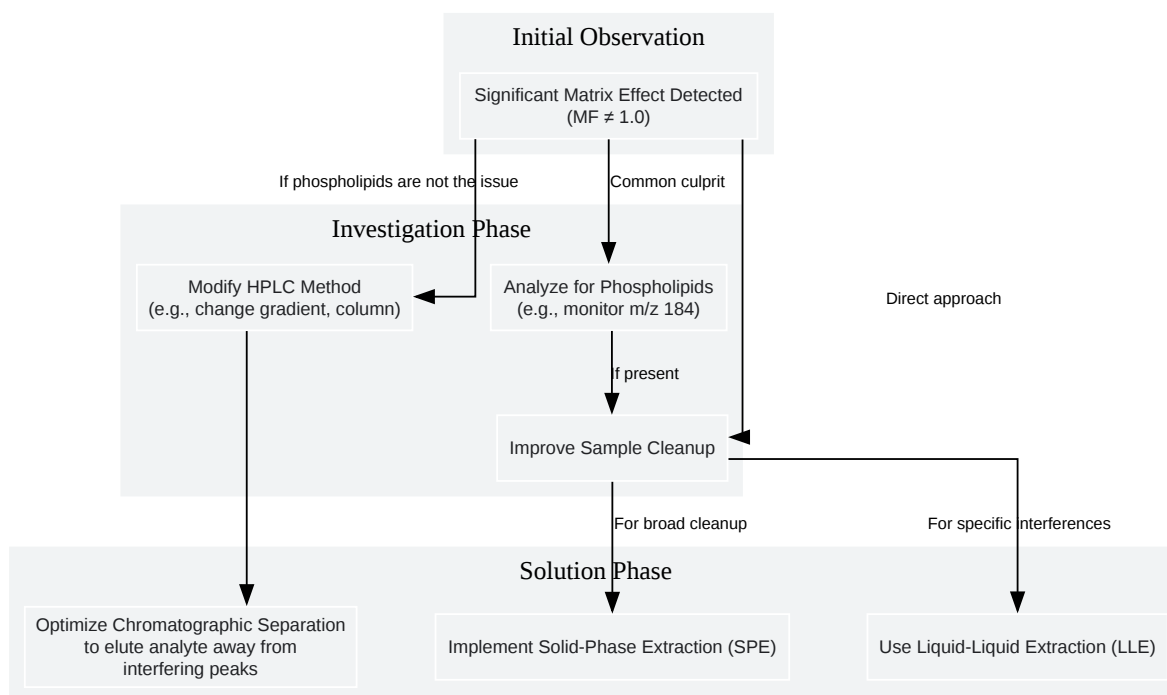 Initial Observation
Significant Matrix Effect Detected
(MF ≠ 1.0)
If phospholipids are not the issue
Common culprit
Investigation Phase
Modify HPLC Method
(e.g., change gradient, column)
Analyze for Phospholipids
(e.g., monitor m/z 184)
Direct approach
If present
Improve Sample Cleanup
For broad cleanup
For specific interferences
Solution Phase
Optimize Chromatographic Separation
to elute analyte away from
interfering peaks
Implement Solid-Phase Extraction (SPE)
Use Liquid-Liquid Extraction (LLE)